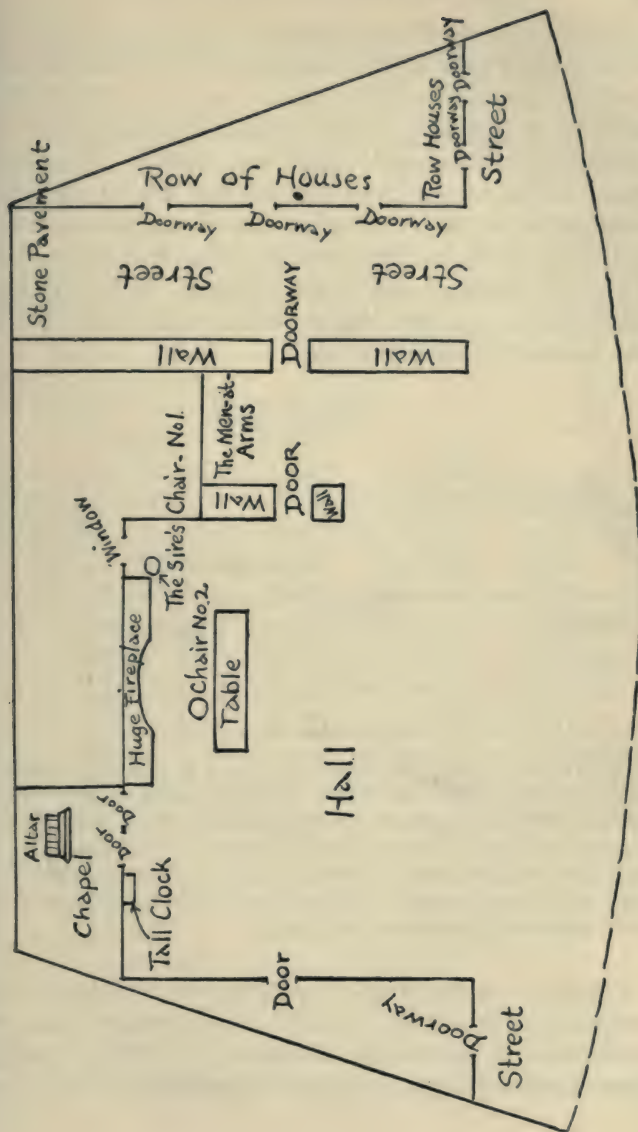 Stone Pavement
Row of Houses
Doorway
Doorway
Doorway
Row Houses
Doorway
Doorway
Street
Street
Street
Wall
DOORWAY
Wall
The Men-at-
Arms
Wall
DOOR
Wall
Window
The Sire's Chair-No1.
Huge Fireplace
Chair No.2
Table
Hall
Altar
Chapel
Door
Door
Tall Clock
Door
Doorway
Street